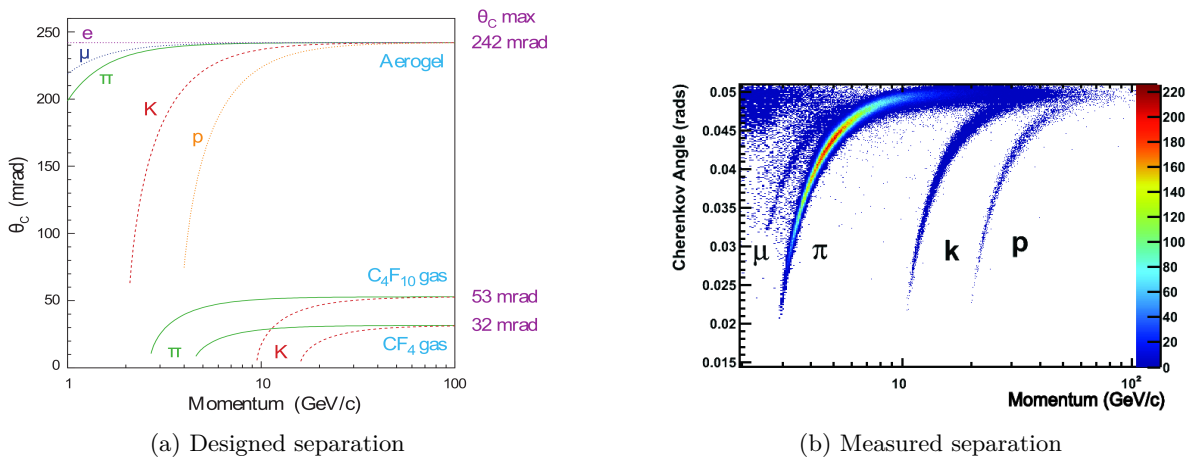 θC max
250
e
242 mrad
μ
Aerogel
π
200
K
p
150
θC (mrad)
100
C4F10 gas
50
53 mrad
32 mrad
π
K
CF4 gas
0
1
10
100
Momentum (GeV/c)
(a) Designed separation
0.05
0.045
0.04
0.035
0.03
0.025
0.02
0.015
Cherenkov Angle (rads)
μ
π
k
p
220
200
180
160
140
120
100
80
60
40
20
0
10
10²
Momentum (GeV/c)
(b) Measured separation